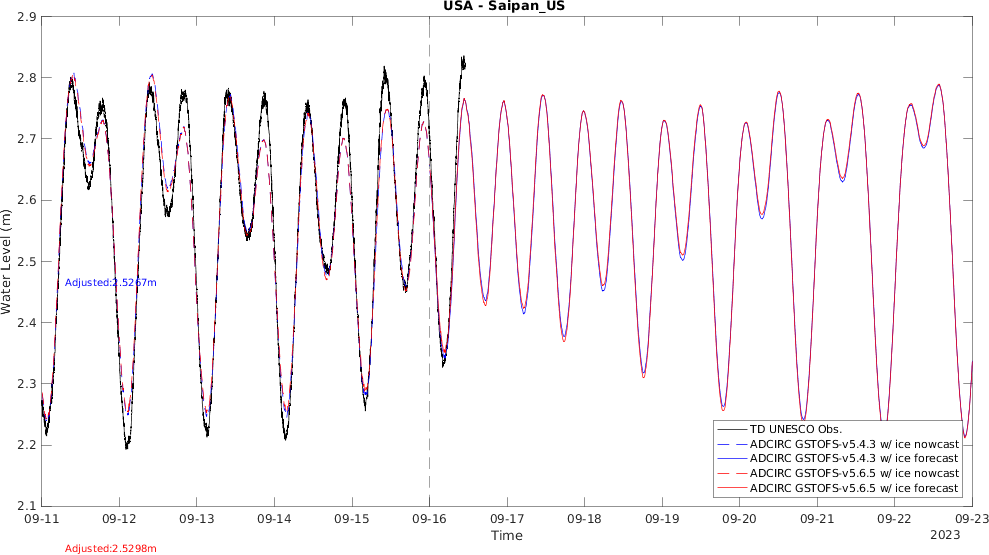 USA - Saipan_US
Water Level (m)
2.9
2.8
2.7
2.6
2.5
2.4
2.3
2.2
2.1
Adjusted:2.5267m
TD UNESCO Obs.
ADCIRC GSTOFS-v5.4.3 w/ ice nowcast
ADCIRC GSTOFS-v5.4.3 w/ ice forecast
ADCIRC GSTOFS-v5.6.5 w/ ice nowcast
ADCIRC GSTOFS-v5.6.5 w/ ice forecast
09-11 09-12 09-13 09-14 09-15 09-16 09-17 09-18 09-19 09-20 09-21 09-22 09-23
Time
2023
Adjusted:2.5298m